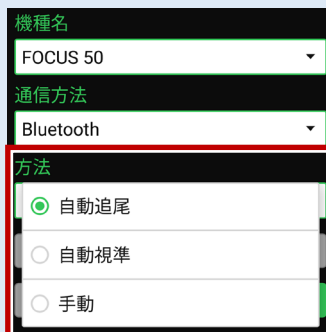 機種名
FOCUS 50
通信方法
Bluetooth
方法
自動追尾
自動視準
手動